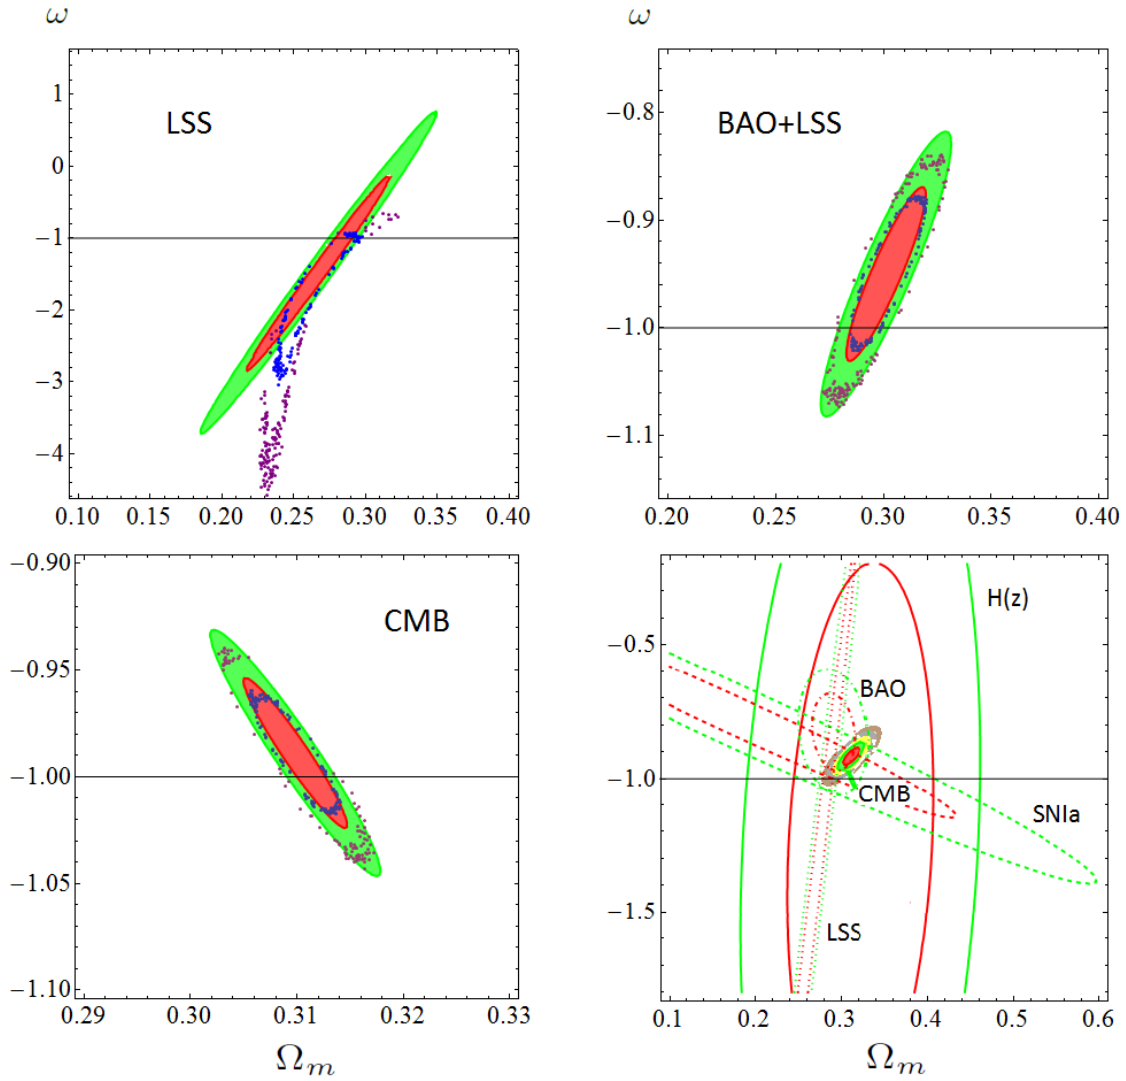 ω
LSS
1
0
−1
−2
−3
−4
0.10 0.15 0.20 0.25 0.30 0.35 0.40
ω
BAO+LSS
−0.8
−0.9
−1.0
−1.1
0.20 0.25 0.30 0.35 0.40
CMB
−0.90
−0.95
−1.00
−1.05
−1.10
0.29 0.30 0.31 0.32 0.33
Ωm
H(z)
BAO
CMB
SNIa
LSS
−0.5
−1.0
−1.5
0.1 0.2 0.3 0.4 0.5 0.6
Ωm